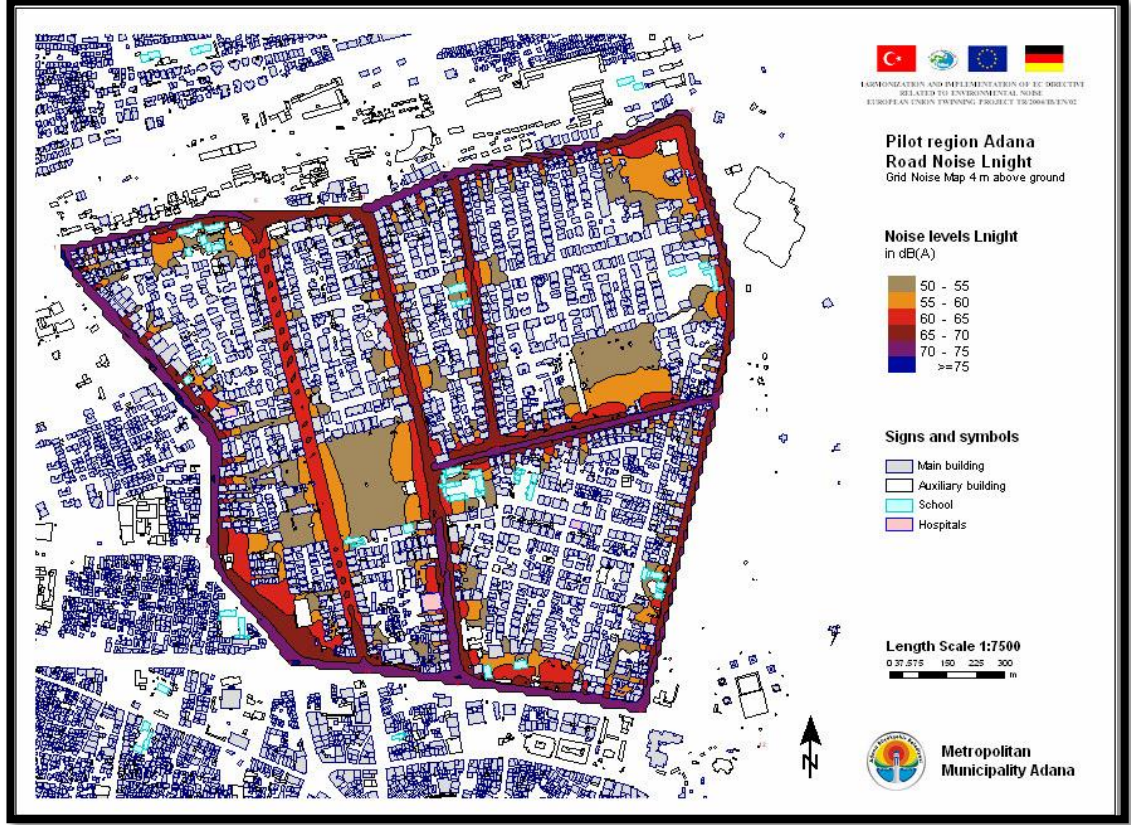 HARMONIZATION AND IMPLEMENTATION OF EC DIRECTIVE
RELATED TO ENVIRONMENTAL NOISE
EUROPEAN UNION TWINNING PROJECT
Pilot region Adana
Road Noise Lnight
Grid Noise Map 4 m above ground
Noise levels Lnight
in dB(A)
50 - 55
55 - 60
60 - 65
65 - 70
70 - 75
>=75
Signs and symbols
Main building
Auxiliary building
School
Hospitals
Length Scale 1:7500
0 37.575 150 225 300
m
N
Metropolitan
Municipality Adana